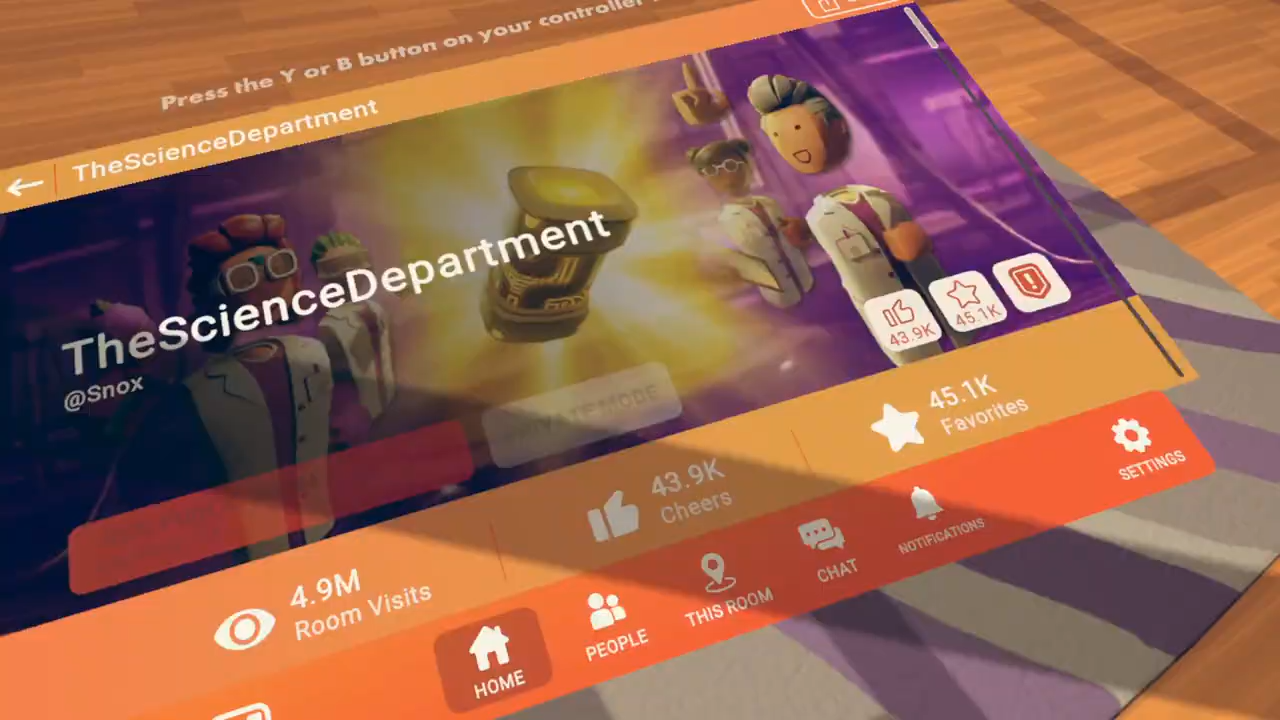 Press the Y or B button on your controller
TheScienceDepartment
TheScienceDepartment
@Snox
43.9K
45.1K
45.1K
Favorites
43.9K
Cheers
4.9M
Room Visits
HOME
PEOPLE
THIS ROOM
CHAT
NOTIFICATIONS
SETTINGS